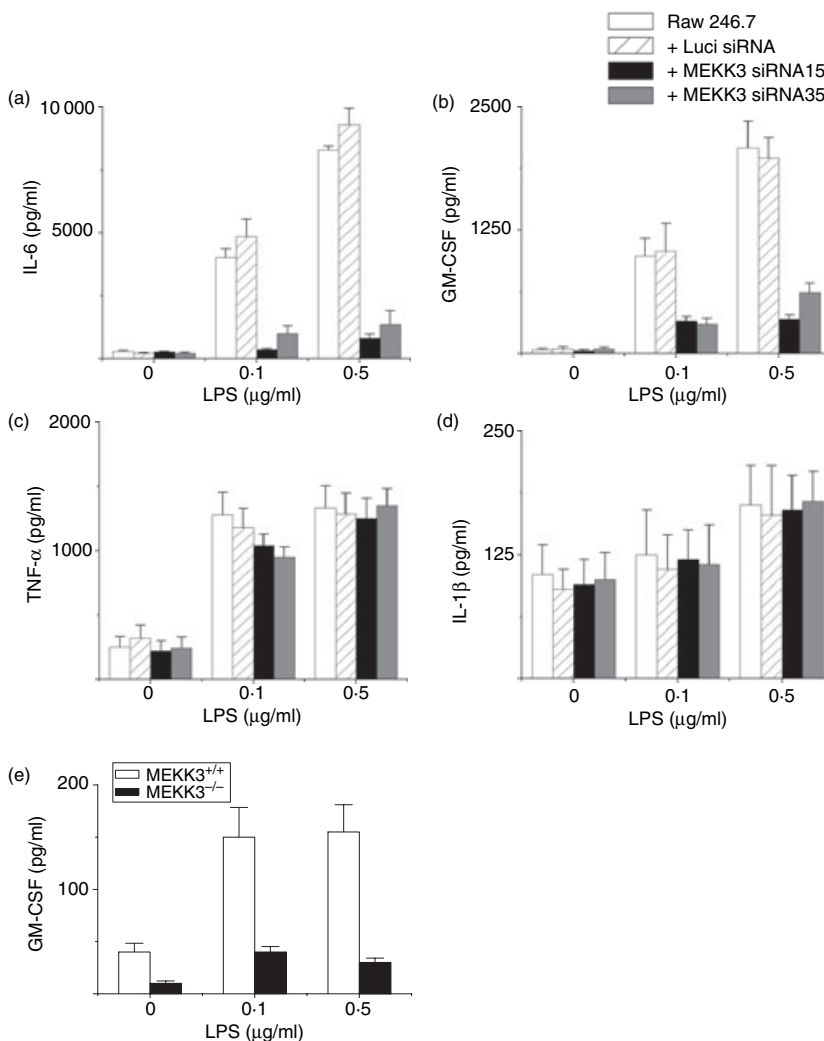 Raw 246.7
+ Luci siRNA
+ MEKK3 siRNA15
+ MEKK3 siRNA35
(a)
10 000
5000
IL-6 (pg/ml)
0 0·1 0·5
LPS (µg/ml)
(b)
2500
1250
GM-CSF (pg/ml)
0 0·1 0·5
LPS (µg/ml)
(c)
2000
1000
TNF-α (pg/ml)
0 0·1 0·5
LPS (µg/ml)
(d)
250
125
IL-1β (pg/ml)
0 0·1 0·5
LPS (µg/ml)
(e)
MEKK3+/+
MEKK3–/–
200
100
GM-CSF (pg/ml)
0 0·1 0·5
LPS (µg/ml)